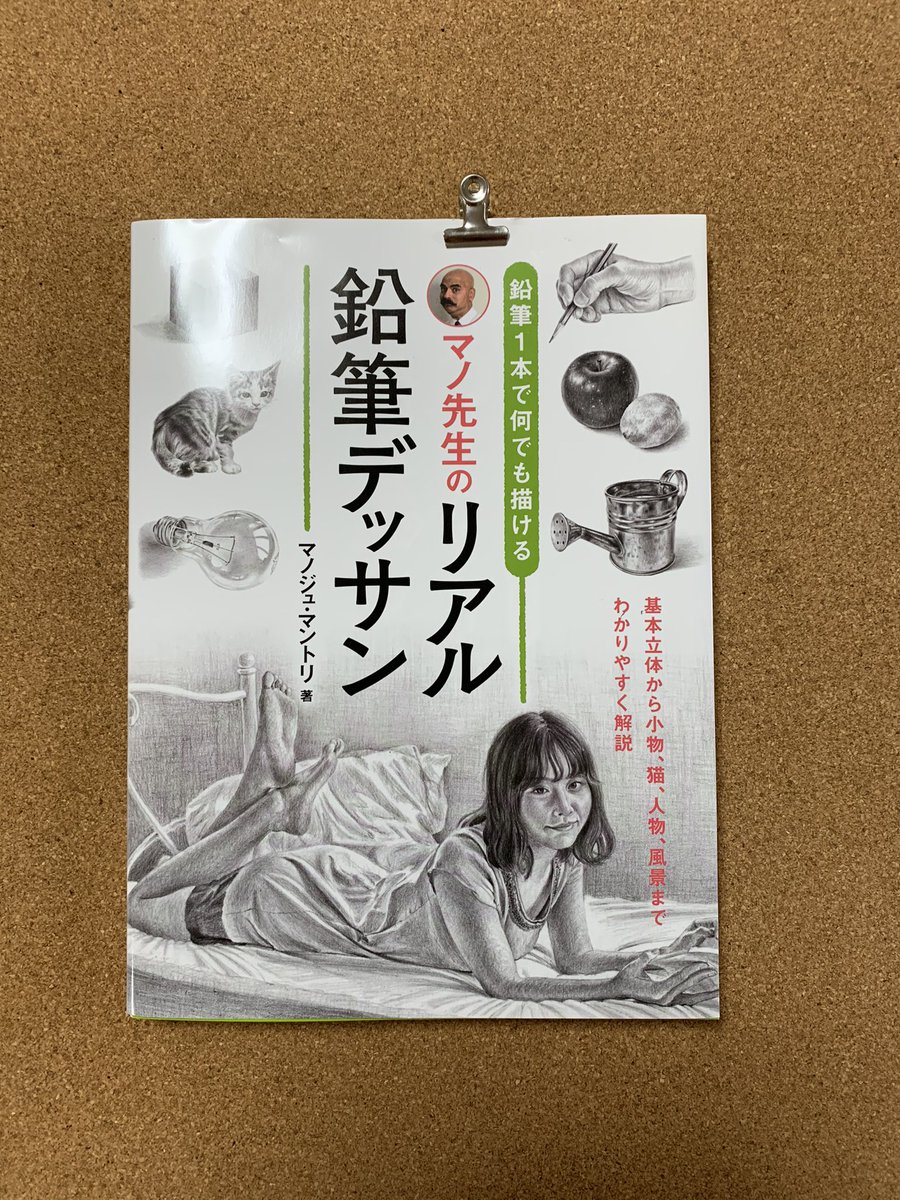 鉛筆1本で何でも描ける
マノ先生のリアル
鉛筆デッサン
マノジュ・マントリ 著
基本立体から小物、猫、人物、風景まで
わかりやすく解説